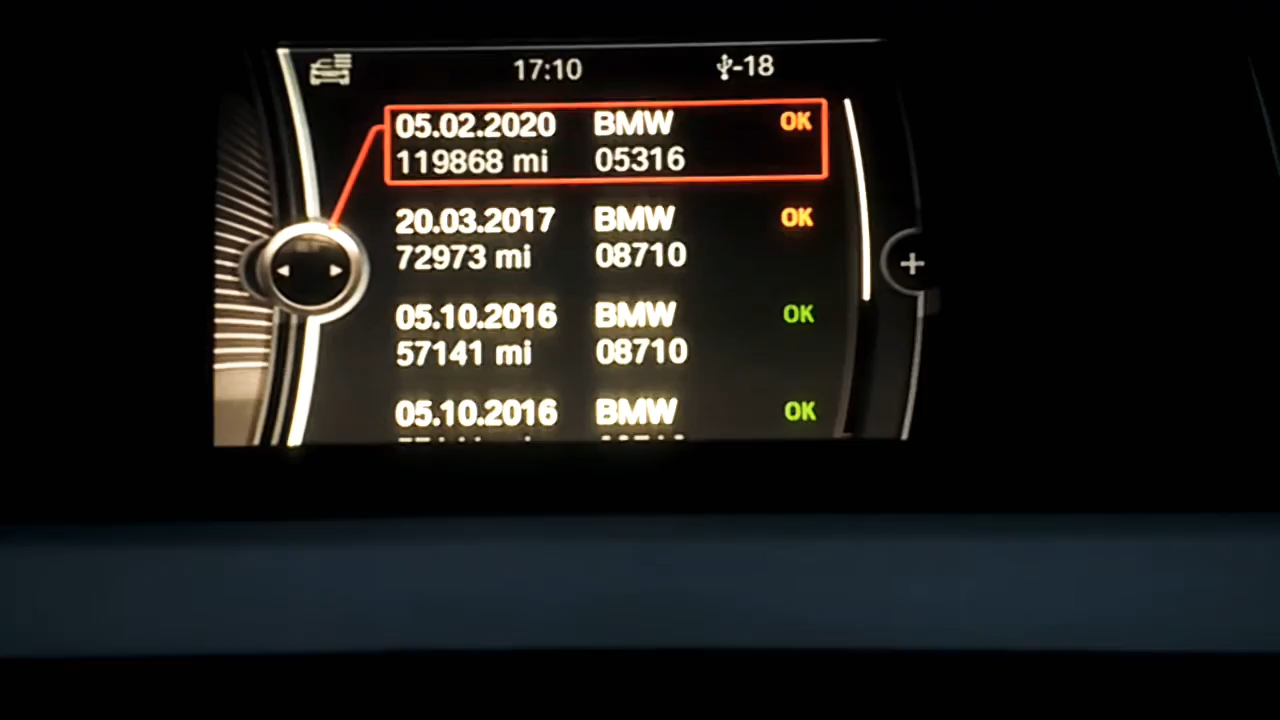 17:10 -18
05.02.2020 BMW OK
119868 mi 05316
20.03.2017 BMW OK
72973 mi 08710
05.10.2016 BMW OK
57141 mi 08710
05.10.2016 BMW OK